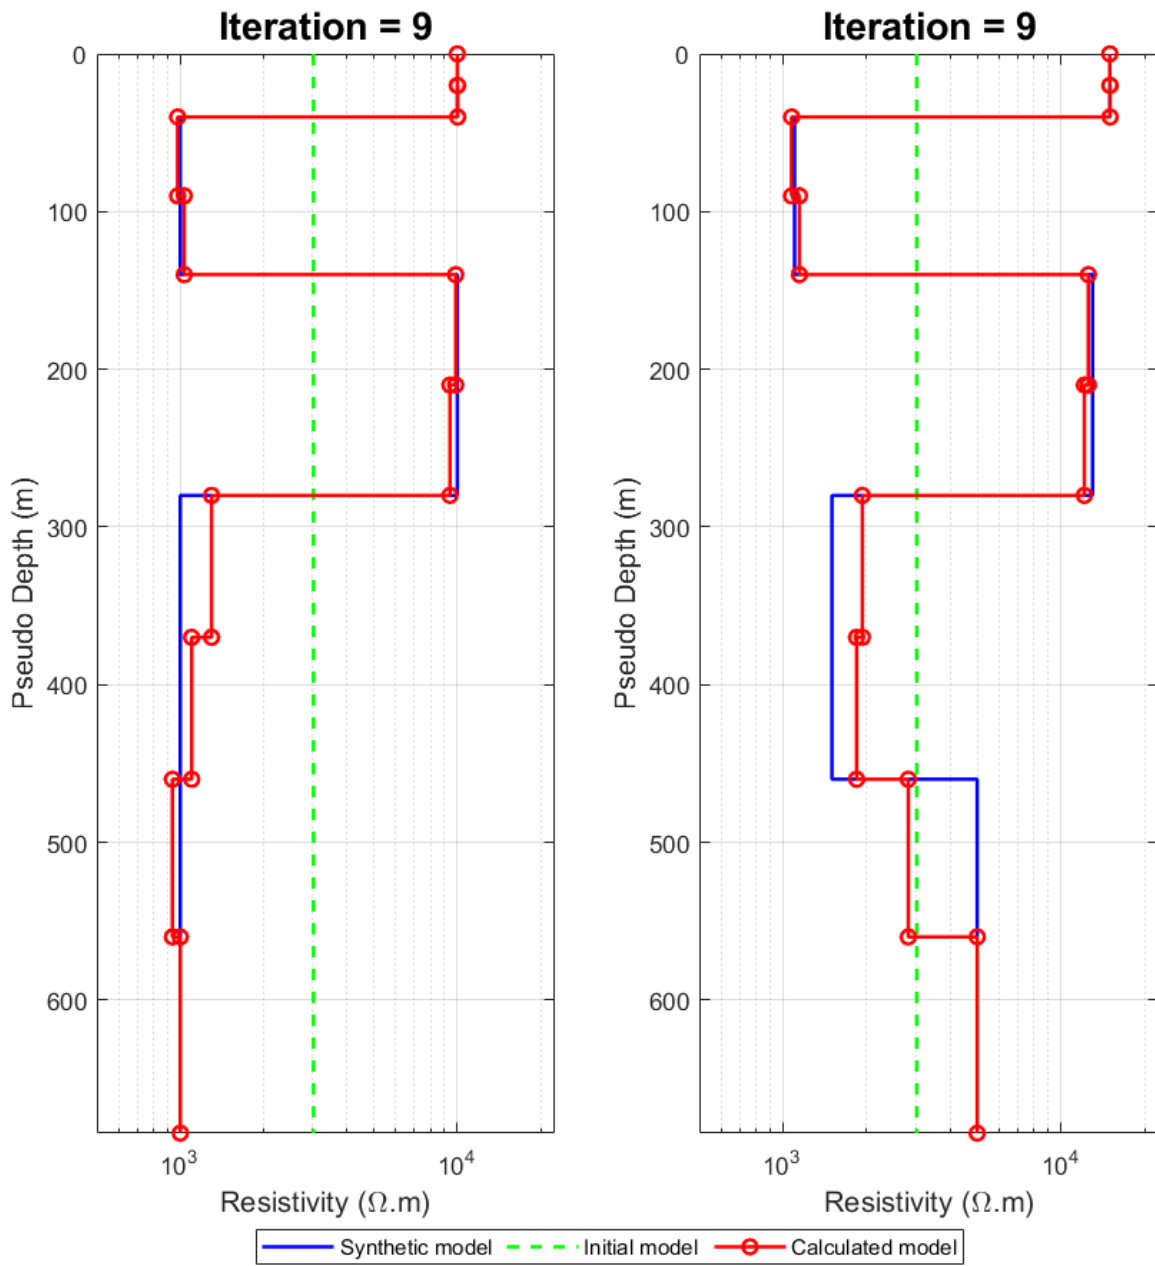 Iteration = 9
0
100
200
300
400
500
600
Pseudo Depth (m)
10³
10⁴
Resistivity (Ω.m)
Iteration = 9
0
100
200
300
400
500
600
Pseudo Depth (m)
10³
10⁴
Resistivity (Ω.m)
Synthetic model Initial model Calculated model